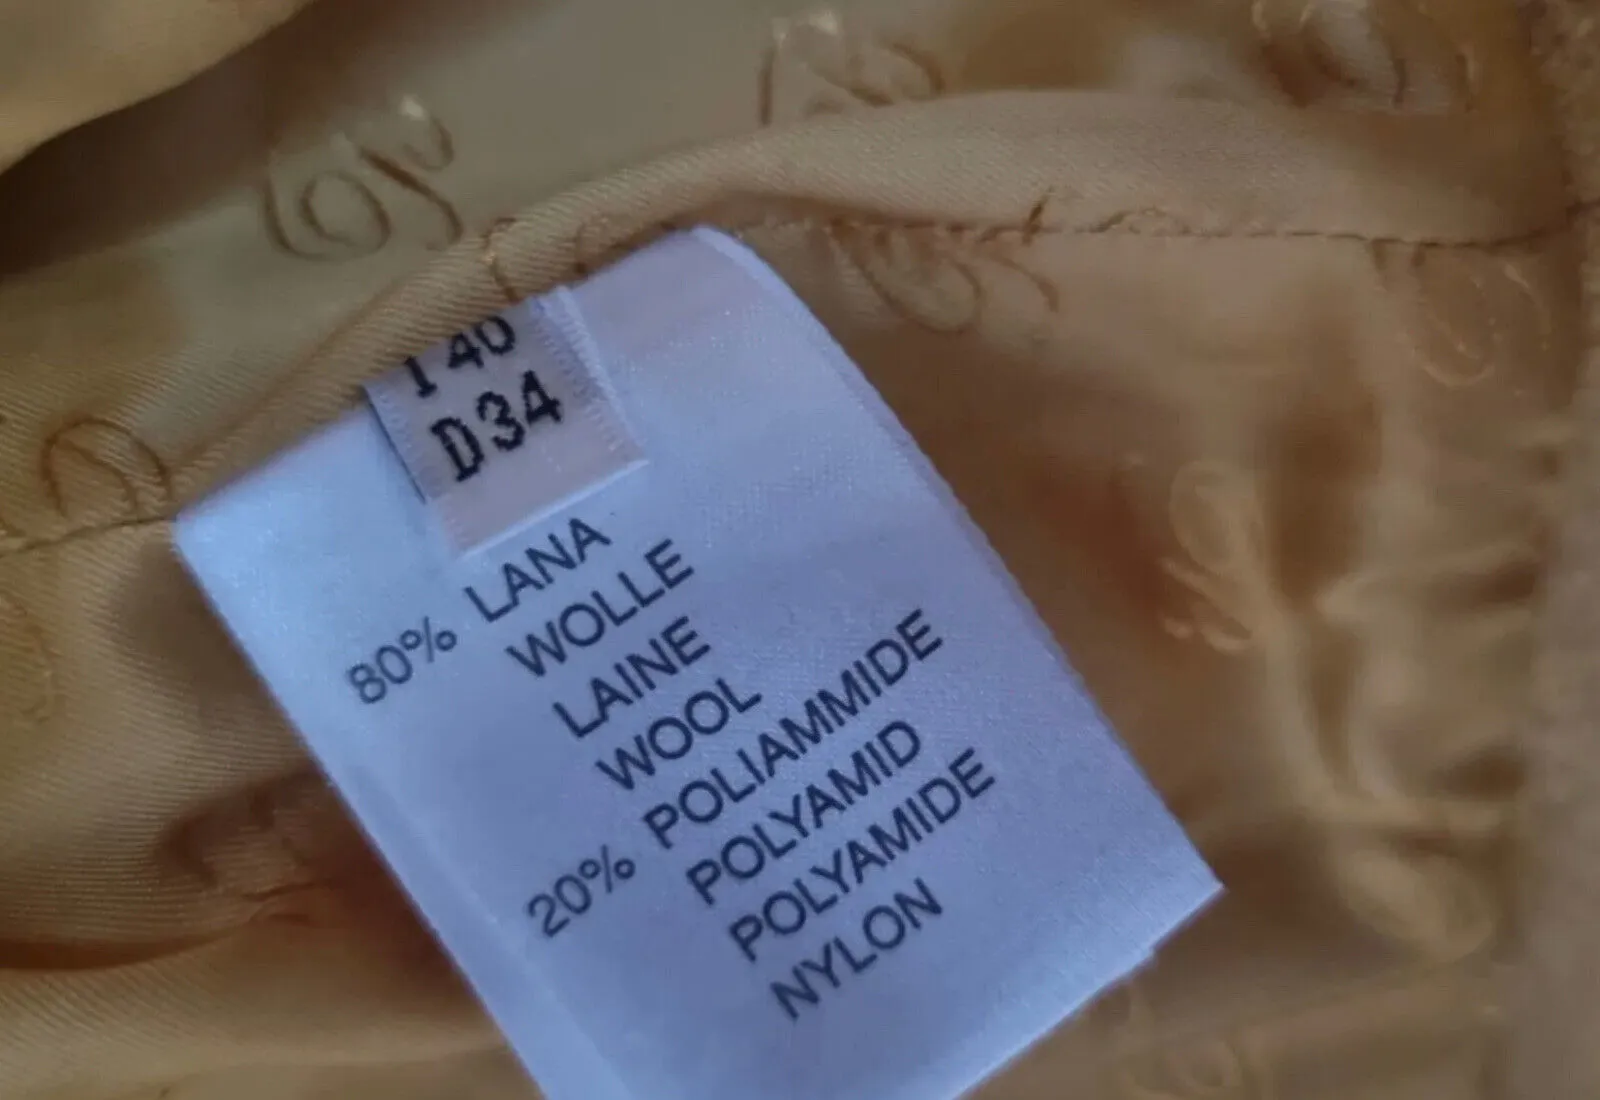 I 40
D34
80% LANA
WOLLE
LAINE
WOOL
20% POLIAMMIDE
POLYAMID
POLYAMIDE
NYLON